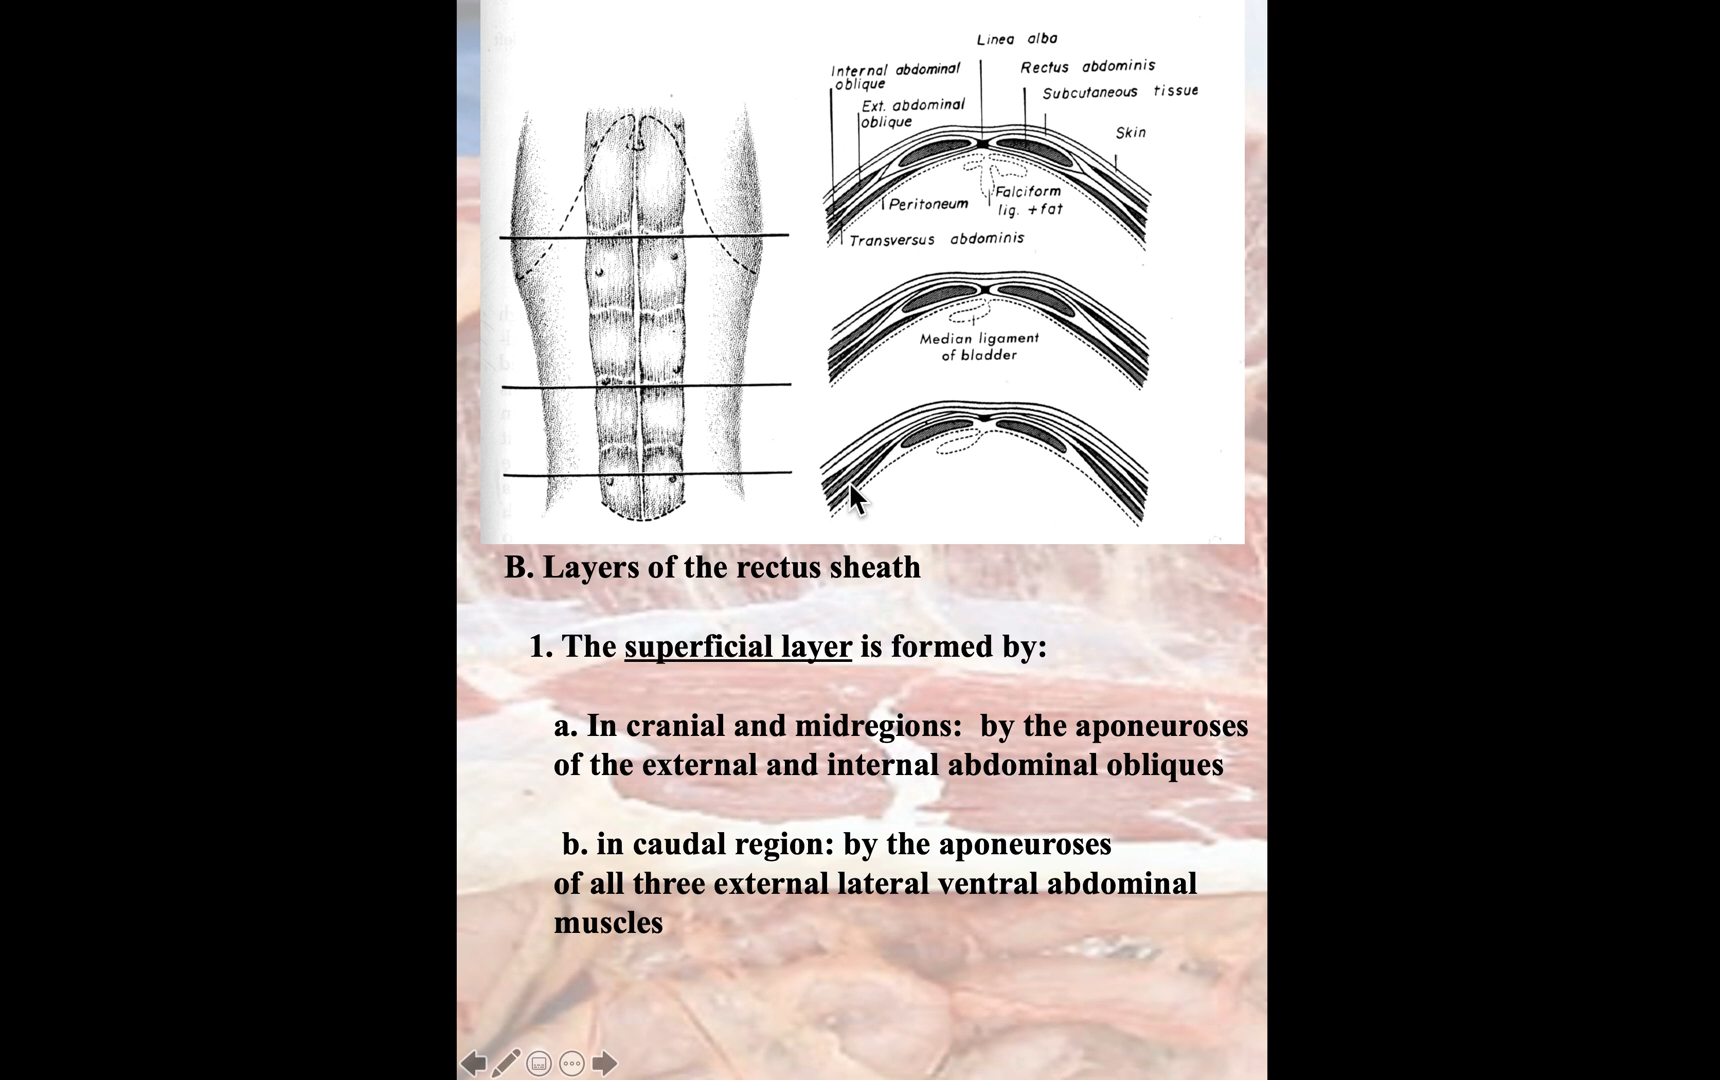 Linea alba
Internal abdominal
oblique
Rectus abdominis
Subcutaneous tissue
Ext. abdominal
oblique
Skin
Peritoneum
Falciform
lig. + fat
Transversus abdominis
Median ligament
of bladder
B. Layers of the rectus sheath
1. The superficial layer is formed by:
a. In cranial and midregions: by the aponeuroses
of the external and internal abdominal obliques
b. in caudal region: by the aponeuroses
of all three external lateral ventral abdominal
muscles